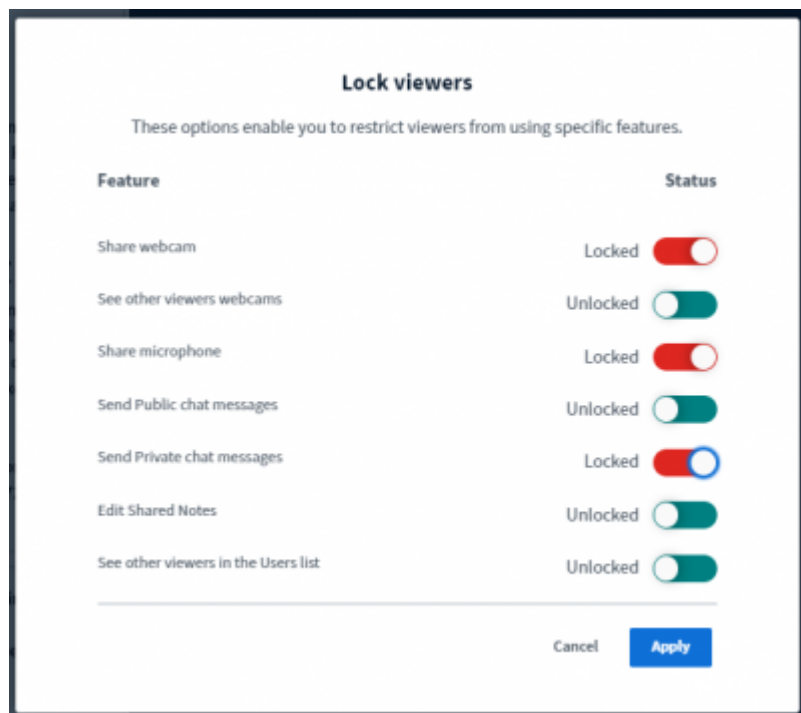 Lock viewers
These options enable you to restrict viewers from using specific features.
Feature Status
Share webcam Locked
See other viewers webcams Unlocked
Share microphone Locked
Send Public chat messages Unlocked
Send Private chat messages Locked
Edit Shared Notes Unlocked
See other viewers in the Users list Unlocked
Cancel Apply